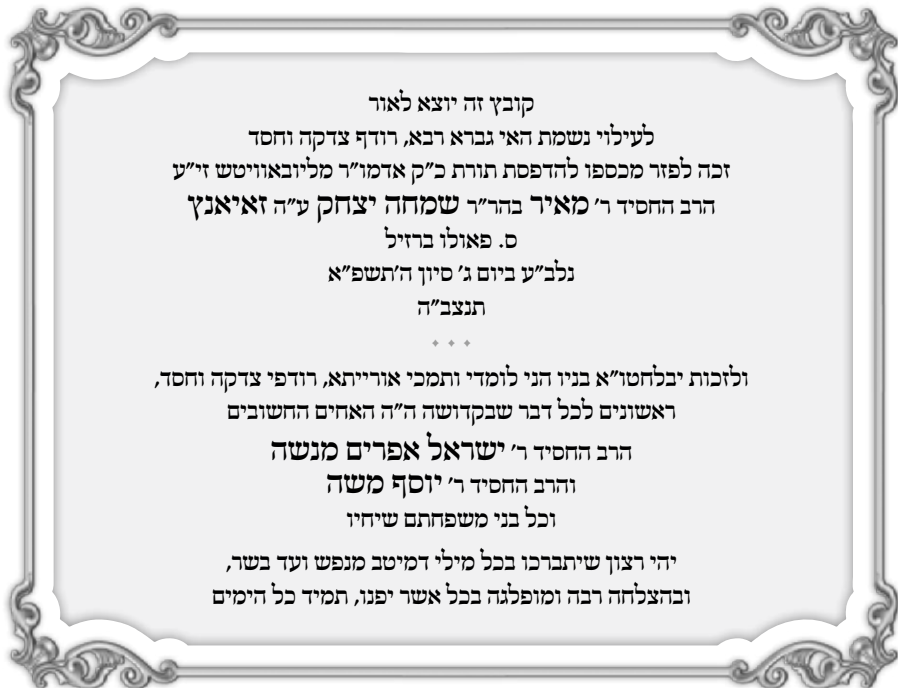 קובץ זה יוצא לאור
לעילוי נשמת האי גברא רבא, רודף צדקה וחסד
זכה לפזר מכספו להדפסת תורת כ״ק אדמו״ר מליובאוויטש זי״ע
הרב החסיד ר׳ מאיר בהר״ר שמחה יצחק ע״ה זאיאנץ
ס. פאולו ברזיל
נלב״ע ביום ג׳ סיון ה׳תשפ״א
תנצב״ה
ולזכות יבלחטו״א בניו הני לומדי ותמכי אורייתא, רודפי צדקה וחסד,
ראשונים לכל דבר שבקדושה ה״ה האחים החשובים
הרב החסיד ר׳ ישראל אפרים מנשה
והרב החסיד ר׳ יוסף משה
וכל בני משפחתם שיחיו
יהי רצון שיתברכו בכל מילי דמיטב מנפש ועד בשר,
ובהצלחה רבה ומופלגה בכל אשר יפנו, תמיד כל הימים